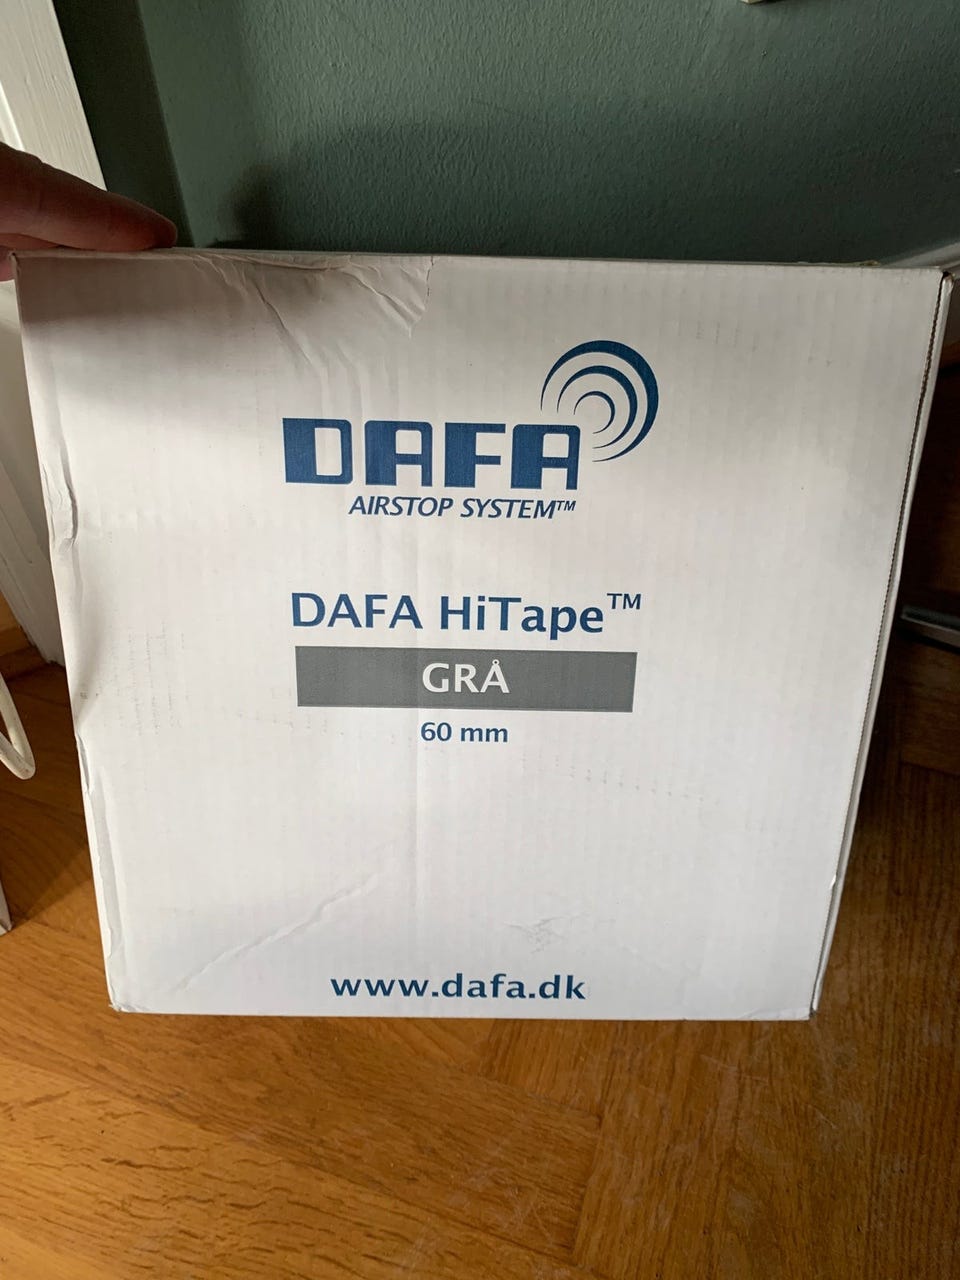 DAFA
AIRSTOP SYSTEM™
DAFA HiTape™
GRÅ
60 mm
www.dafa.dk